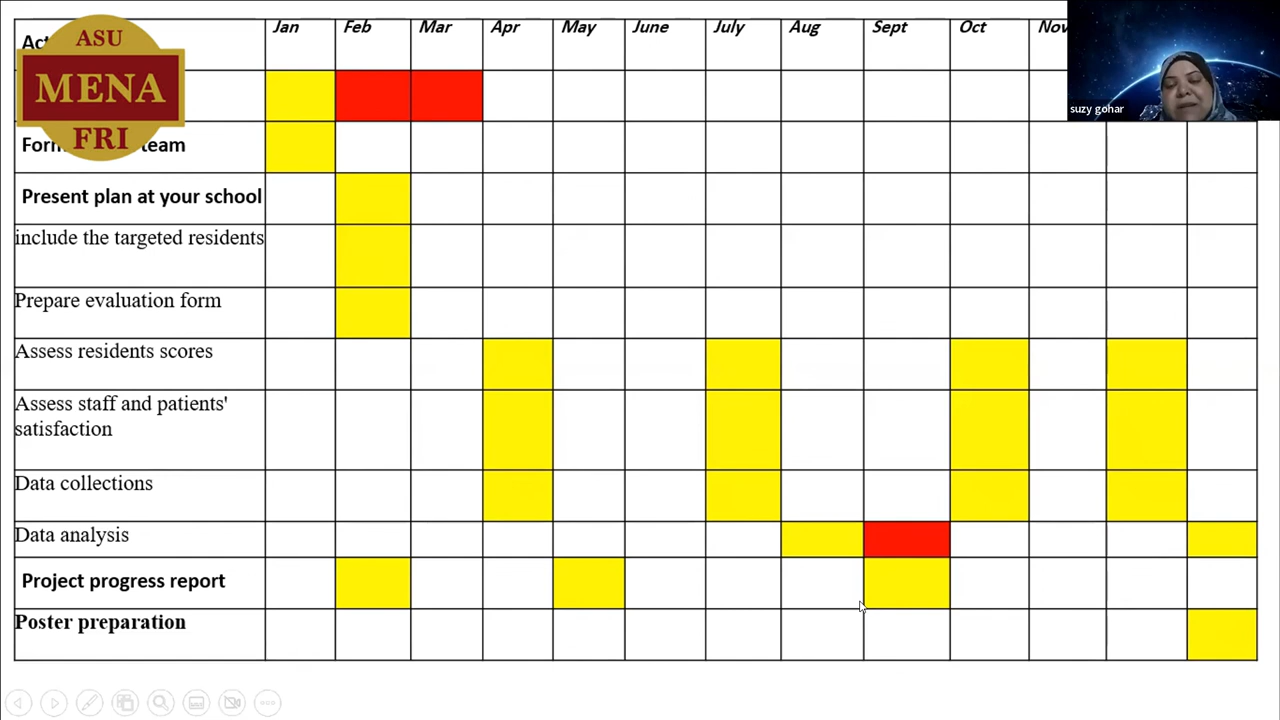 Jan Feb Mar Apr May June July Aug Sept Oct Nov
ASU
MENA
FRI
team
Present plan at your school
include the targeted residents
Prepare evaluation form
Assess residents scores
Assess staff and patients'
satisfaction
Data collections
Data analysis
Project progress report
Poster preparation
suzy gohar